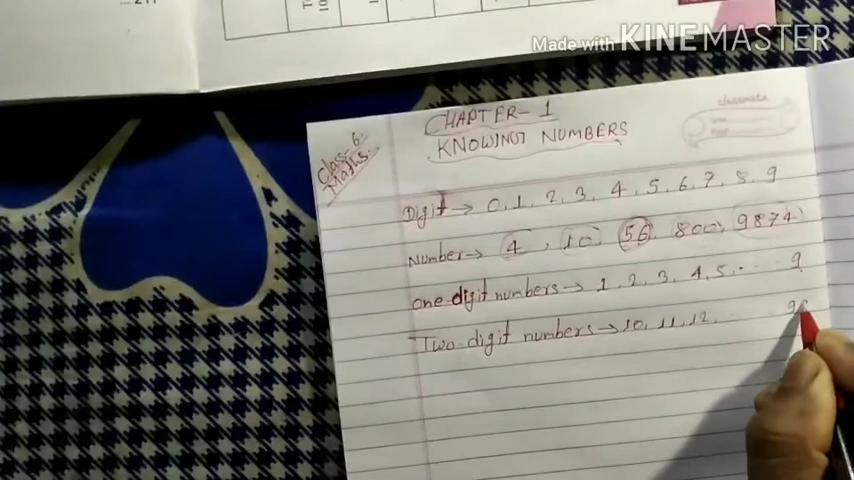 Made with KINEMASTER
classmate
Class-6.
Maths.
CHAPTER-1
KNOWING NUMBERS
Digit → 0, 1, 2, 3, 4, 5, 6, 7, 8, 9
Number → 4, 10, 56, 800, 9874
one-digit numbers → 1, 2, 3, 4, 5, .... 9
Two-digit numbers → 10, 11, 12, ..